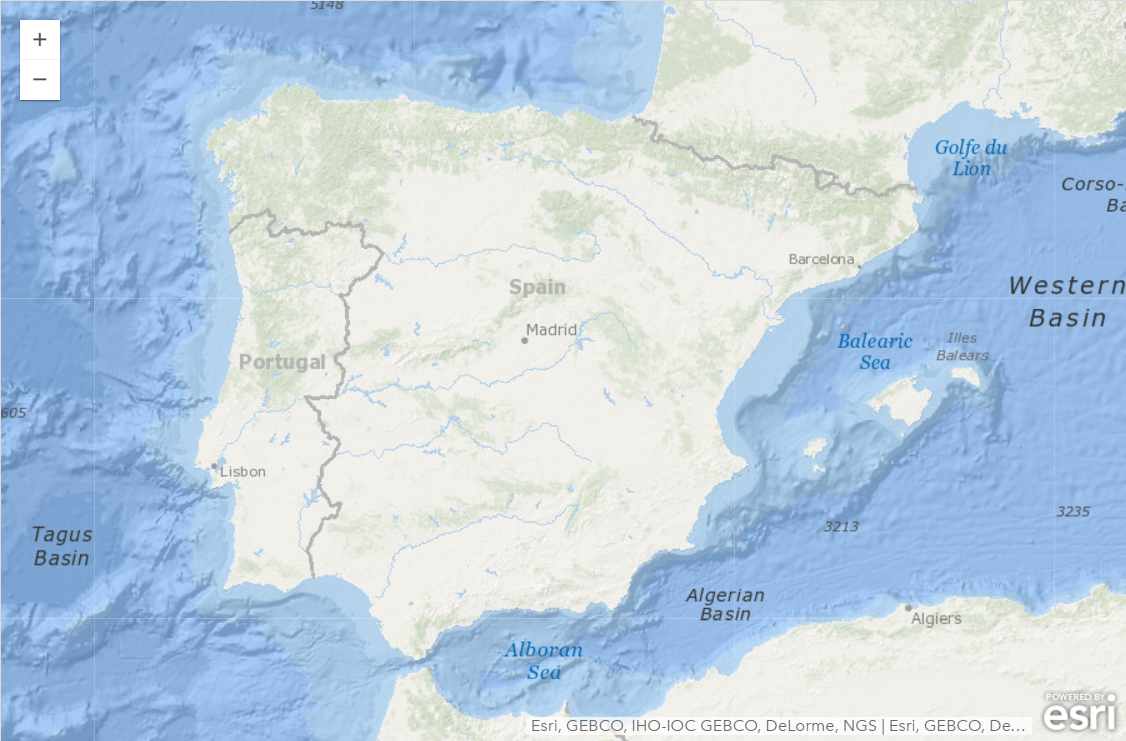 5148
+
−
Golfe du
Lion
Corso-
Ba
Barcelona
Spain
Western
Basin
Madrid
Balearic
Sea
Illes
Balears
Portugal
605
Lisbon
3213
3235
Tagus
Basin
Algerian
Basin
Algiers
Alboran
Sea
POWERED BY
esri
Esri, GEBCO, IHO-IOC GEBCO, DeLorme, NGS | Esri, GEBCO, De...